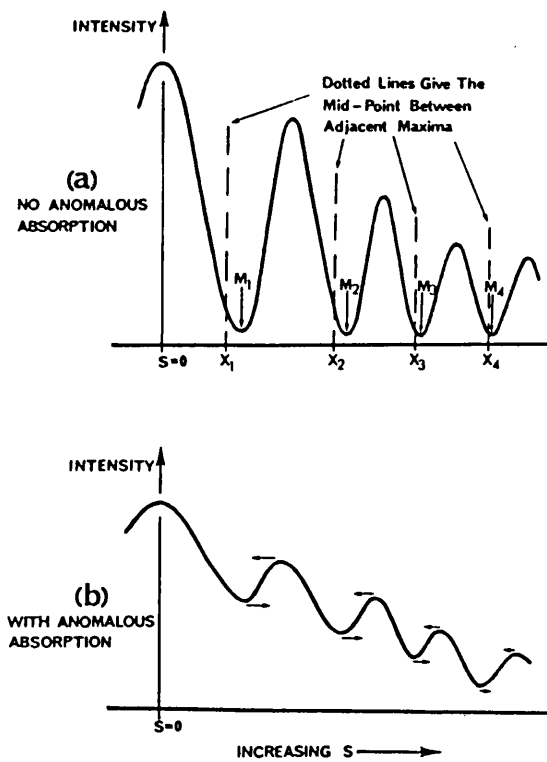 INTENSITY
Dotted Lines Give The
Mid-Point Between
Adjacent Maxima
(a)
NO ANOMALOUS
ABSORPTION
M1
M2
M3
M4
S=0
X1
X2
X3
X4
INTENSITY
(b)
WITH ANOMALOUS
ABSORPTION
S=0
INCREASING S